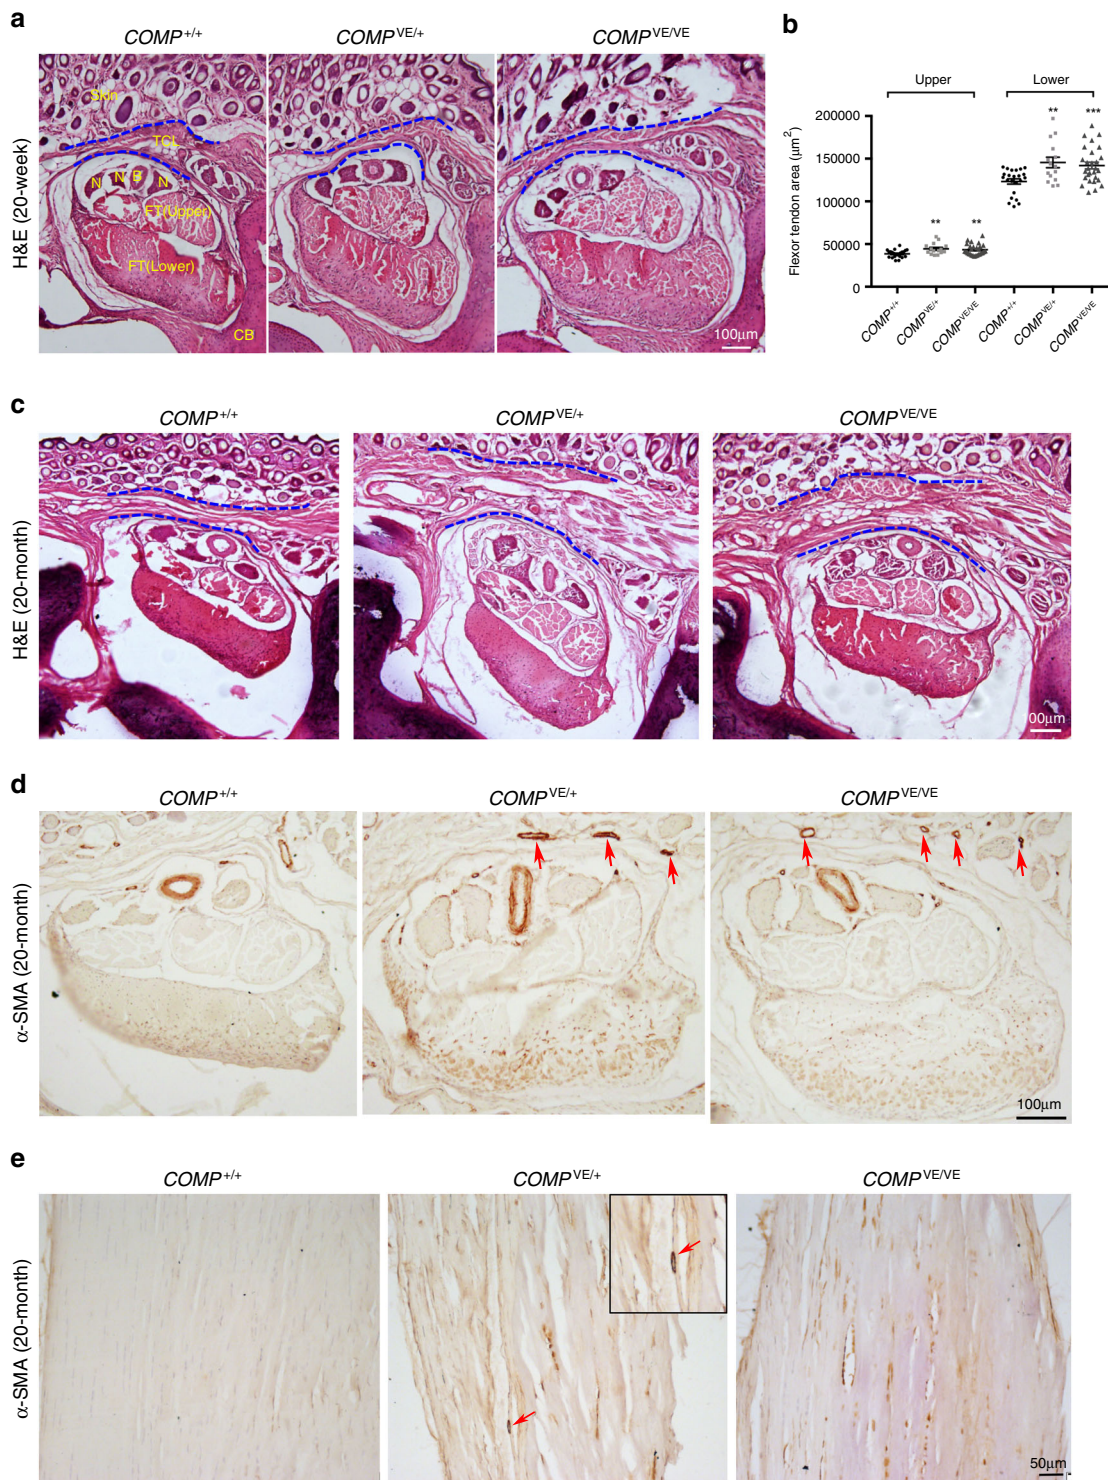 a
COMP+/+
COMPVE/+
COMPVE/VE
H&E (20-week)
Skin
TCL
N
N
B
N
FT(Upper)
FT(Lower)
CB
100μm
b
Upper
Lower
Flexor tendon area (μm2)
200000
150000
100000
50000
0
**
**
**
***
COMP+/+
COMPVE/+
COMPVE/VE
COMP+/+
COMPVE/+
COMPVE/VE
c
COMP+/+
COMPVE/+
COMPVE/VE
H&E (20-month)
00μm
d
COMP+/+
COMPVE/+
COMPVE/VE
α-SMA (20-month)
100μm
e
COMP+/+
COMPVE/+
COMPVE/VE
α-SMA (20-month)
50μm